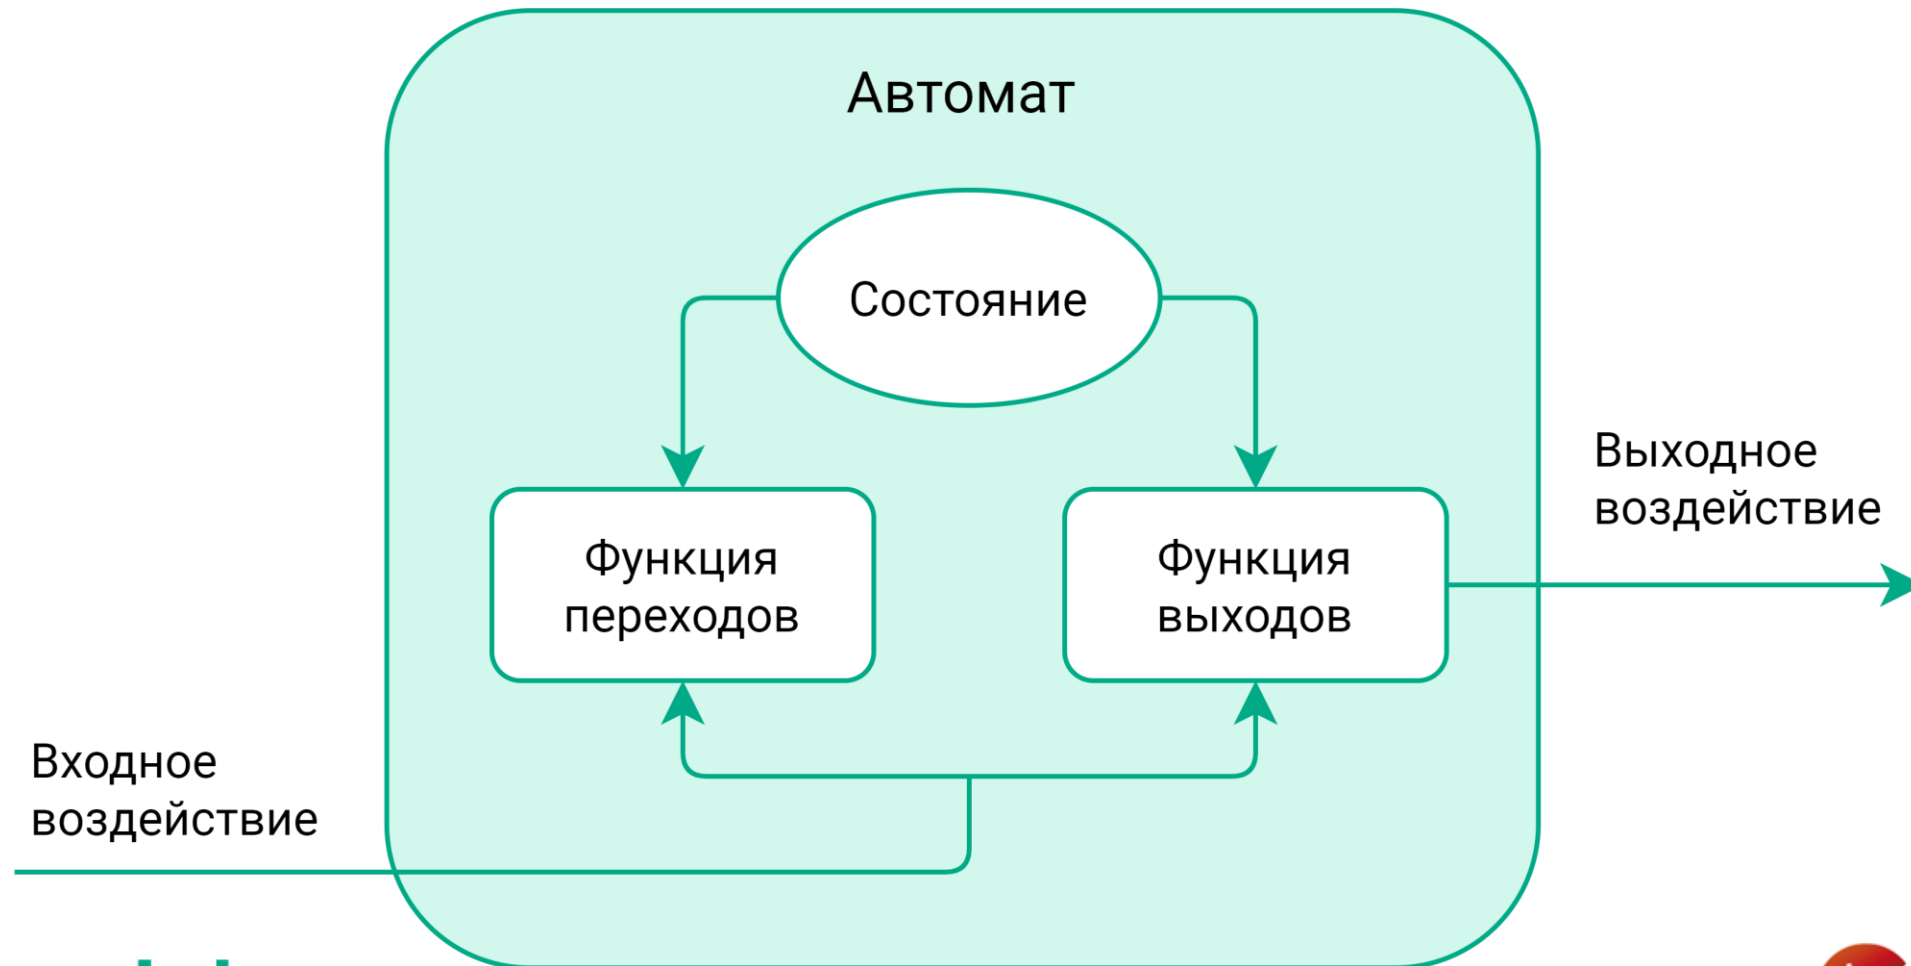 Автомат
Состояние
Функция
переходов
Функция
выходов
Выходное
воздействие
Входное
воздействие